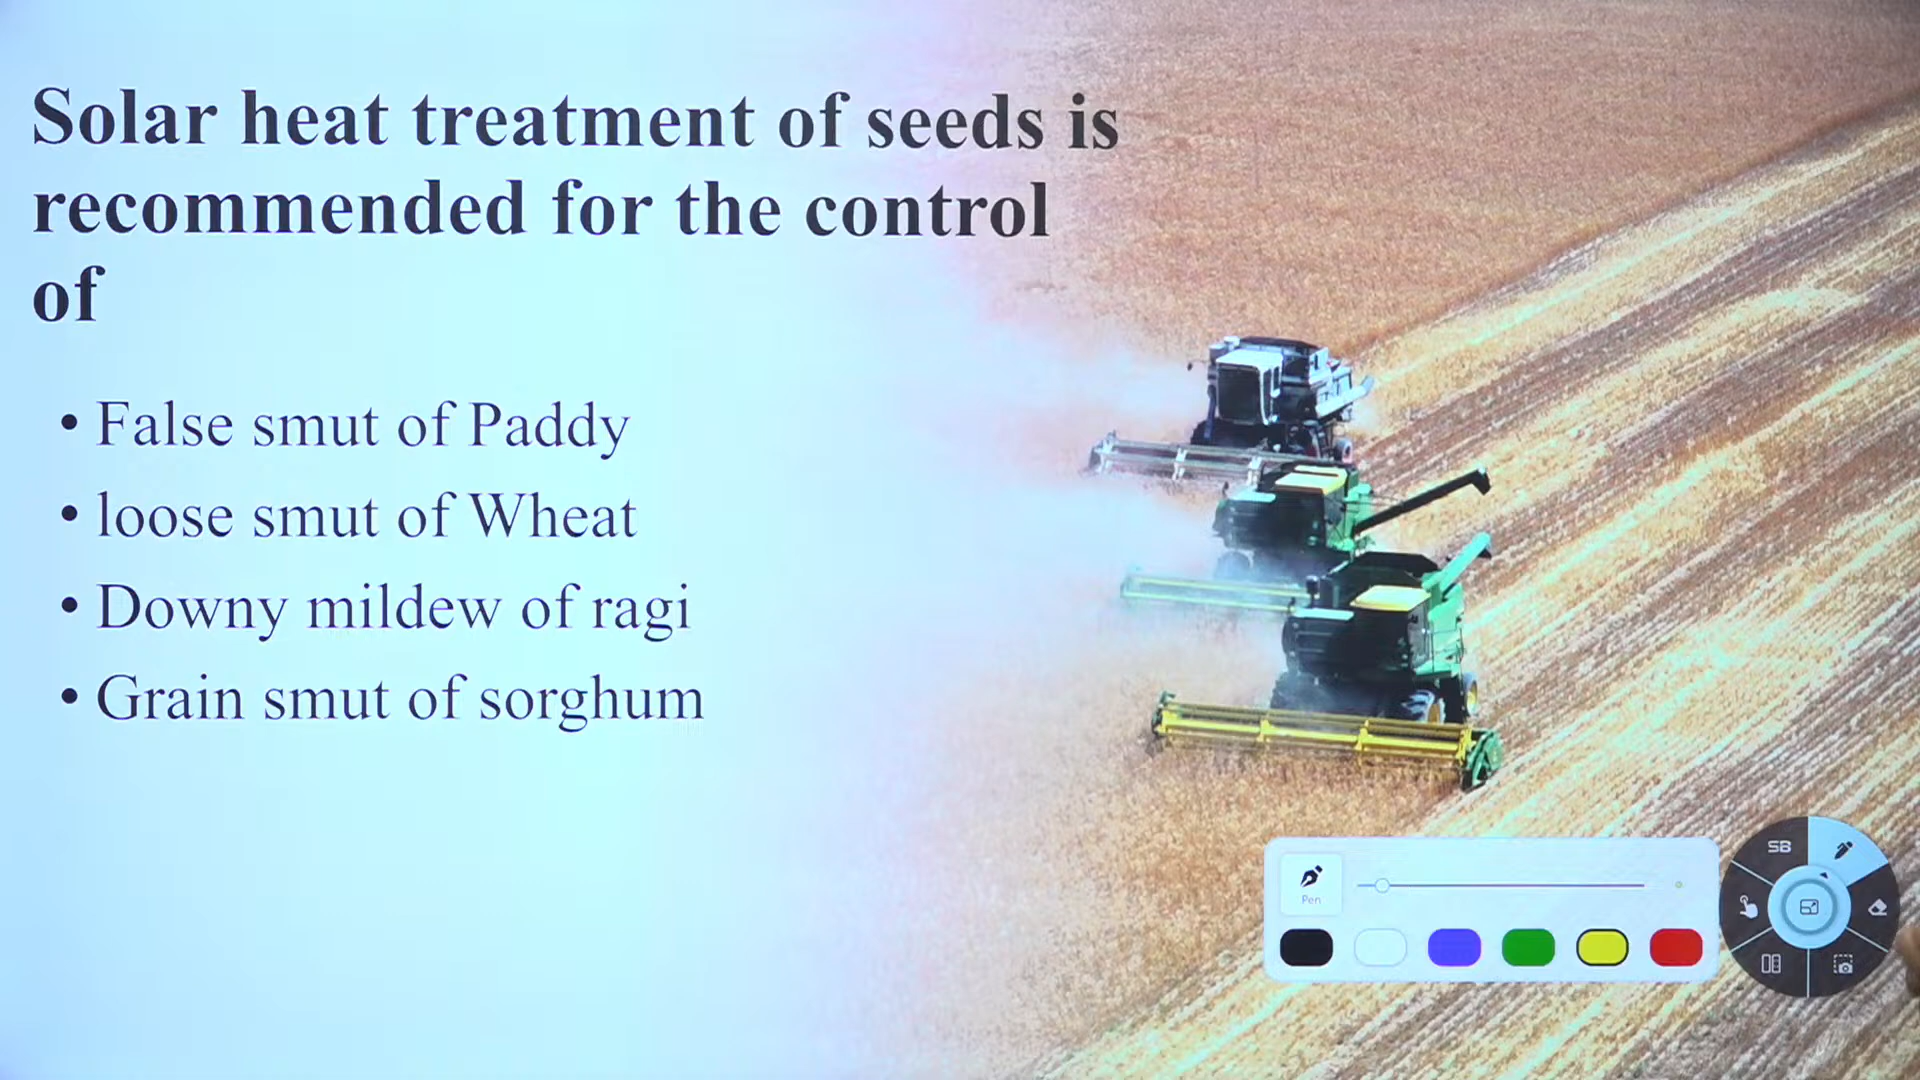 Solar heat treatment of seeds is
recommended for the control
of
• False smut of Paddy
• loose smut of Wheat
• Downy mildew of ragi
• Grain smut of sorghum
SB
Pen